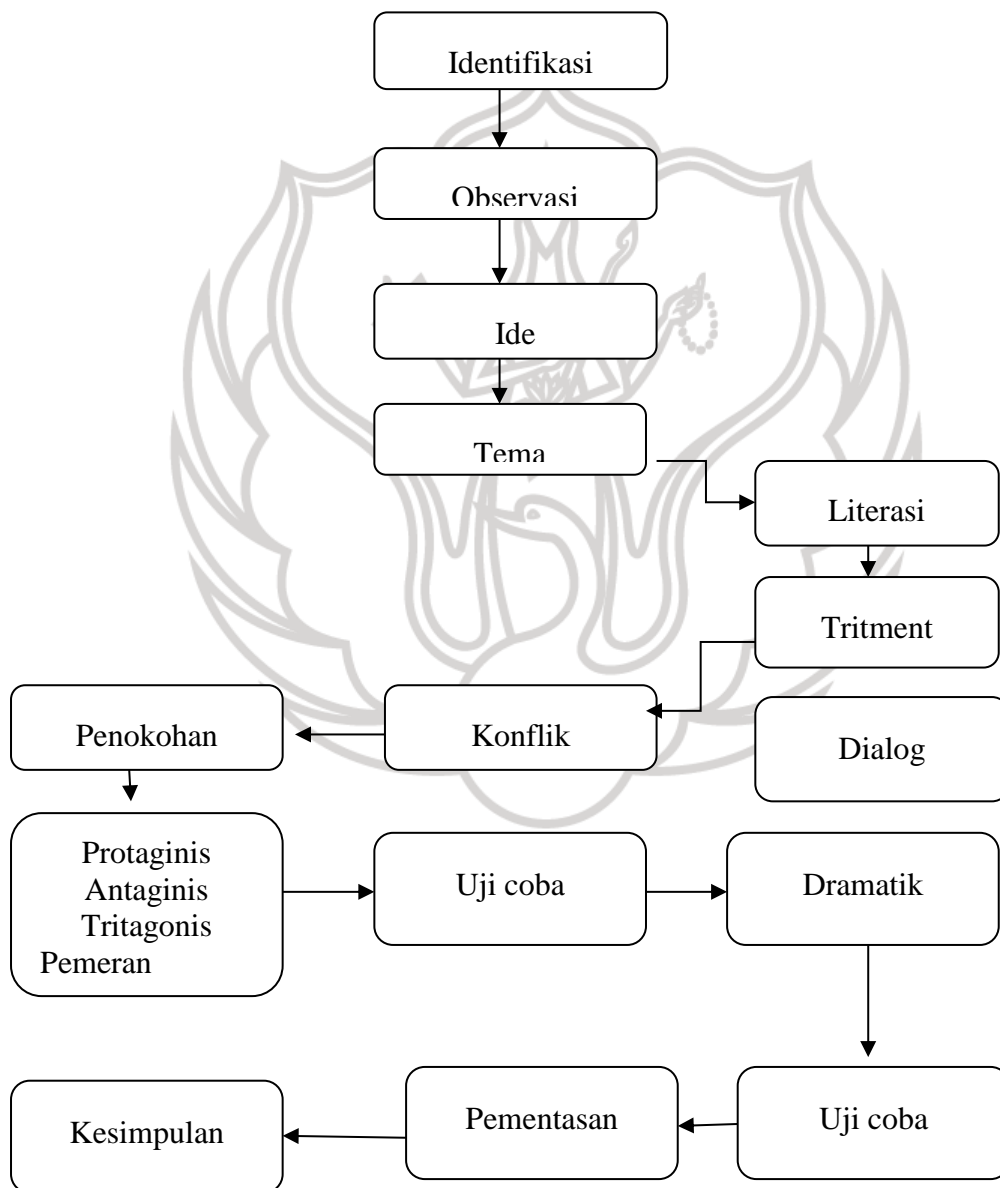 Identifikasi
Observasi
Ide
Tema
Literasi
Tritment
Penokohan
Konflik
Dialog
Protaginis
Antaginis
Tritagonis
Pemeran
Uji coba
Dramatik
Kesimpulan
Pementasan
Uji coba